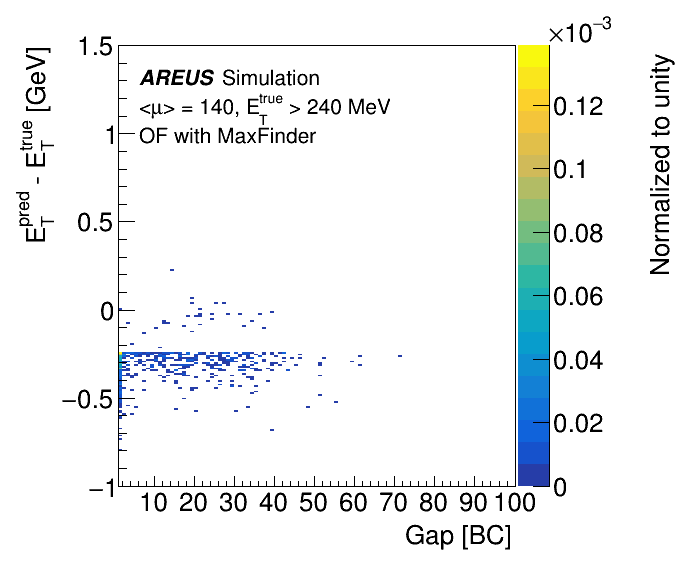 ×10⁻³
1.5
1
0.5
0
−0.5
−1
E_T^pred - E_T^true [GeV]
AREUS Simulation
<μ> = 140, E_T^true > 240 MeV
OF with MaxFinder
10 20 30 40 50 60 70 80 90 100
Gap [BC]
0.12
0.1
0.08
0.06
0.04
0.02
0
Normalized to unity